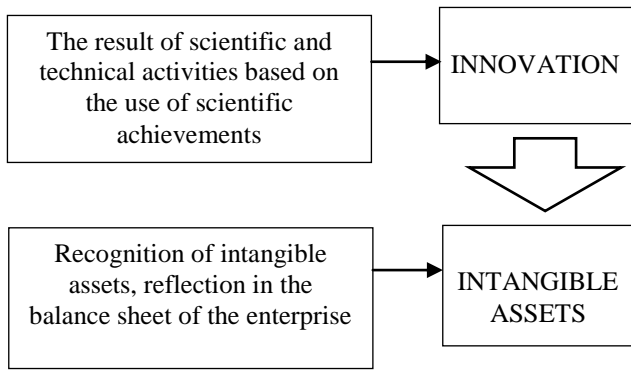 The result of scientific and
technical activities based on
the use of scientific
achievements
INNOVATION
Recognition of intangible
assets, reflection in the
balance sheet of the enterprise
INTANGIBLE
ASSETS